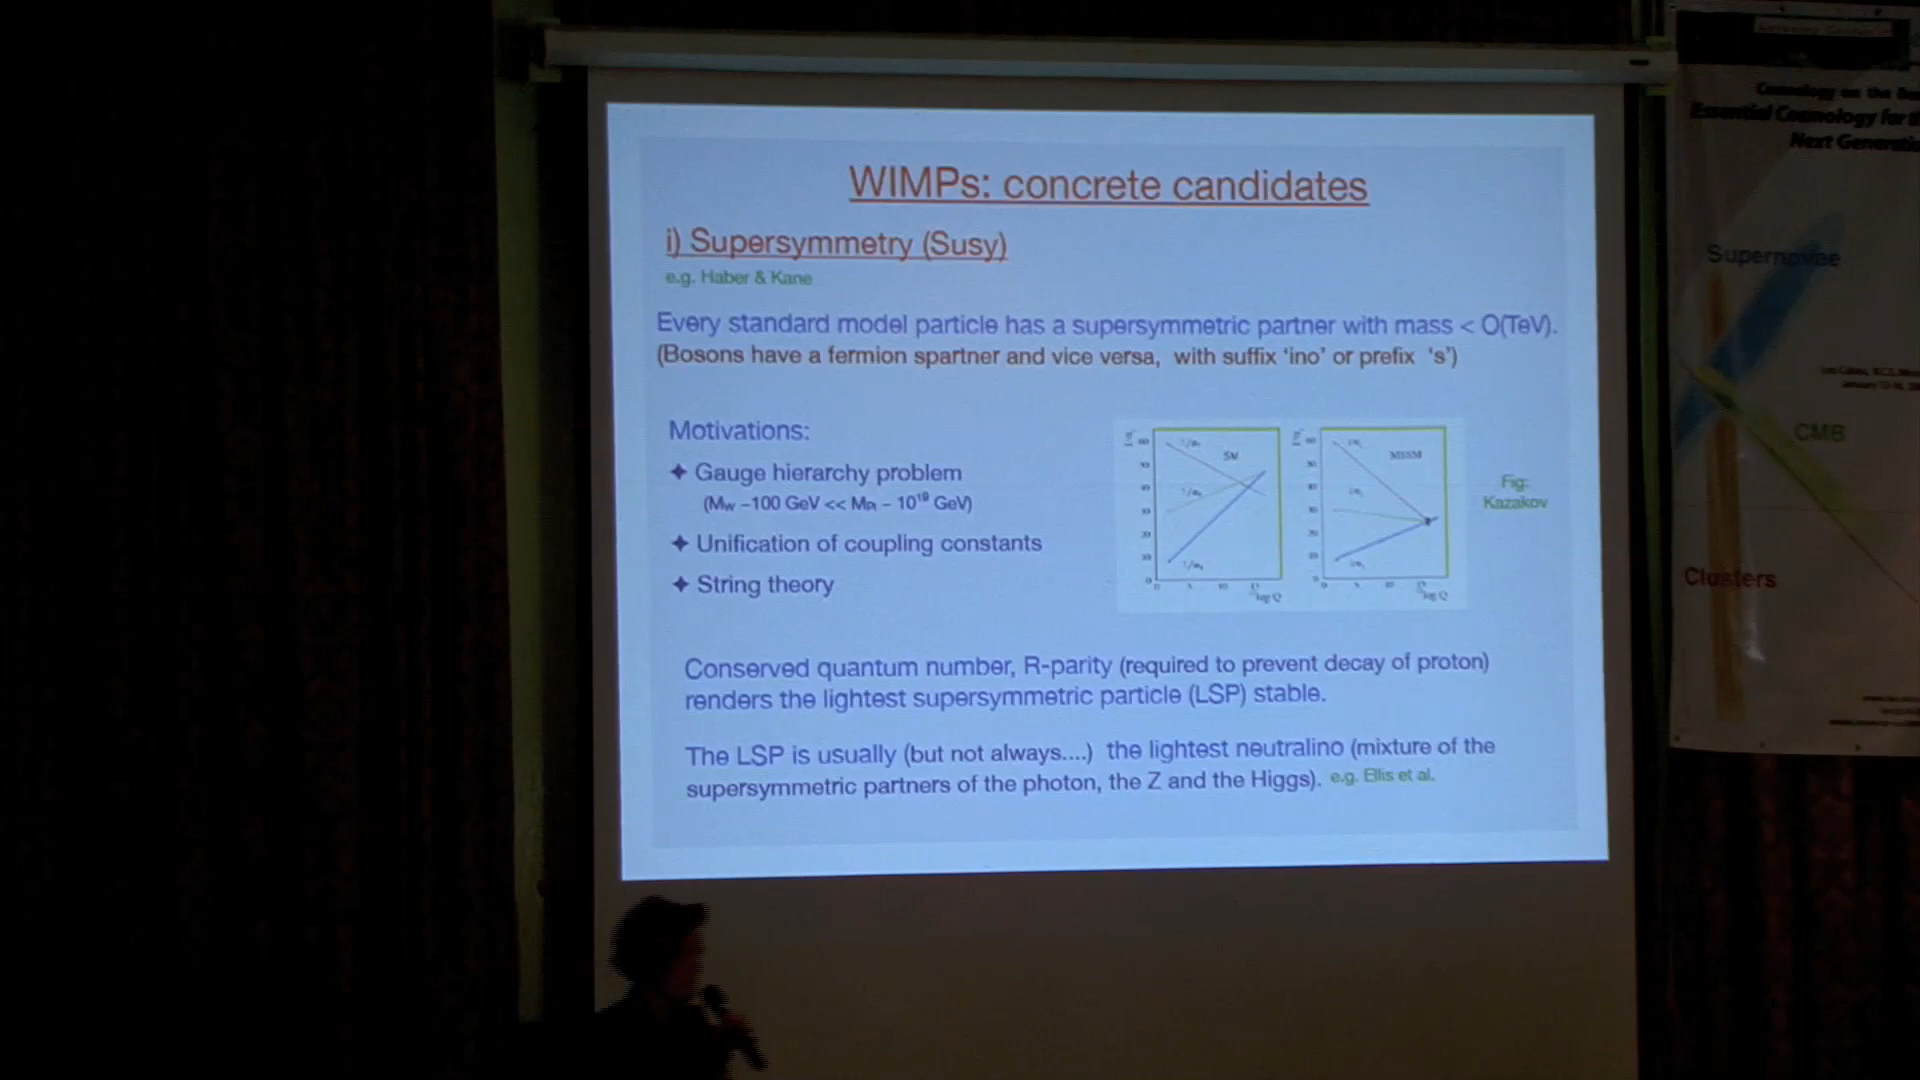 WIMPs: concrete candidates
i) Supersymmetry (Susy)
e.g. Haber & Kane
Every standard model particle has a supersymmetric partner with mass < O(TeV).
(Bosons have a fermion spartner and vice versa, with suffix ‘ino’ or prefix ‘s’)
Motivations:
✦ Gauge hierarchy problem
(Mw ~100 GeV << MPl ~ 10¹⁹ GeV)
✦ Unification of coupling constants
✦ String theory
SM
log Q
MSSM
log Q
Fig:
Kazakov
Conserved quantum number, R-parity (required to prevent decay of proton)
renders the lightest supersymmetric particle (LSP) stable.
The LSP is usually (but not always....) the lightest neutralino (mixture of the
supersymmetric partners of the photon, the Z and the Higgs). e.g. Ellis et al.
Cosmology on the
Essential Cosmology for
Next
Supernovae
CMB
Clusters